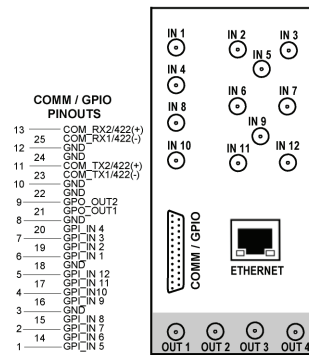 COMM / GPIO
PINOUTS
13 COM_RX2/422(+)
25 COM_RX1/422(-)
12 GND
24 GND
11 COM_TX2/422(+)
23 COM_TX1/422(-)
10 GND
22 GND
9 GPO_OUT2
21 GPO_OUT1
8 GND
20 GPI_IN 4
7 GPI_IN 3
19 GPI_IN 2
6 GPI_IN 1
18 GND
5 GPI_IN 12
17 GPI_IN 11
4 GPI_IN10
16 GPI_IN 9
3 GND
15 GPI_IN 8
2 GPI_IN 7
14 GPI_IN 6
1 GPI_IN 5
IN 1
IN 2
IN 3
IN 5
IN 4
IN 6
IN 7
IN 8
IN 9
IN 10
IN 11
IN 12
COMM / GPIO
ETHERNET
OUT 1
OUT 2
OUT 3
OUT 4